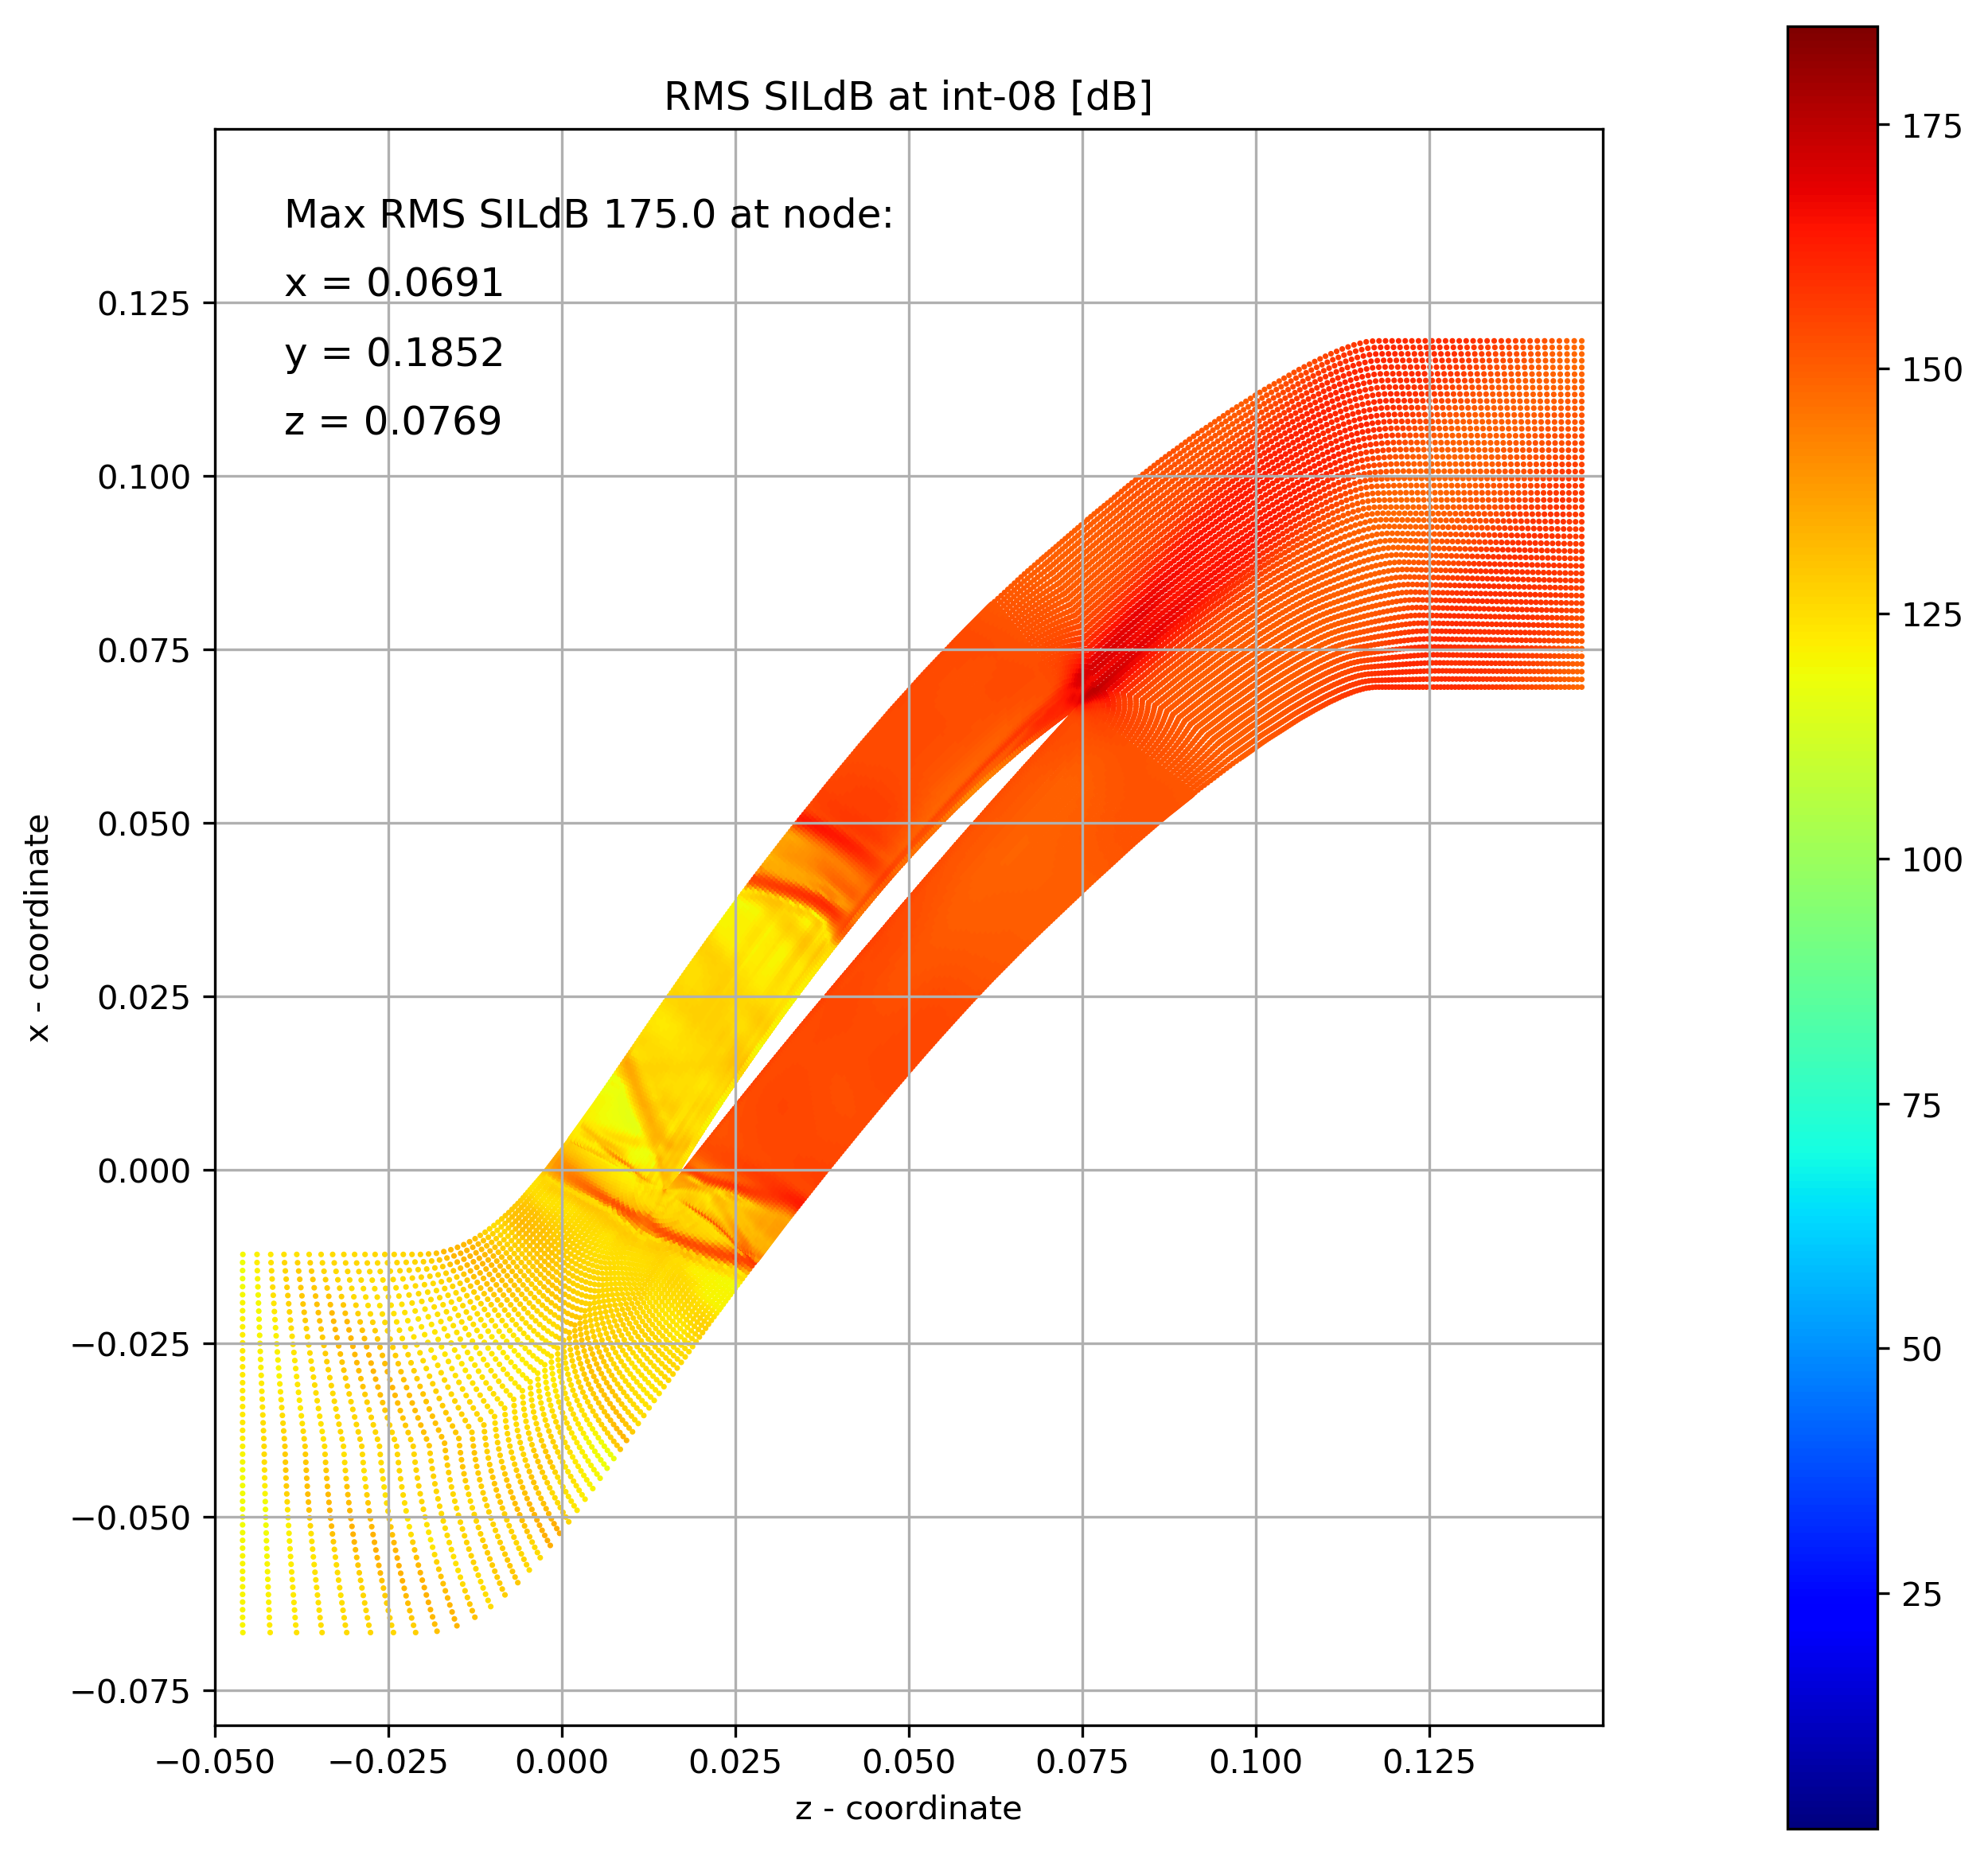 RMS SILdB at int-08 [dB]
Max RMS SILdB 175.0 at node:
x = 0.0691
y = 0.1852
z = 0.0769
x - coordinate
0.125
0.100
0.075
0.050
0.025
0.000
−0.025
−0.050
−0.075
−0.050 −0.025 0.000 0.025 0.050 0.075 0.100 0.125
z - coordinate
175
150
125
100
75
50
25